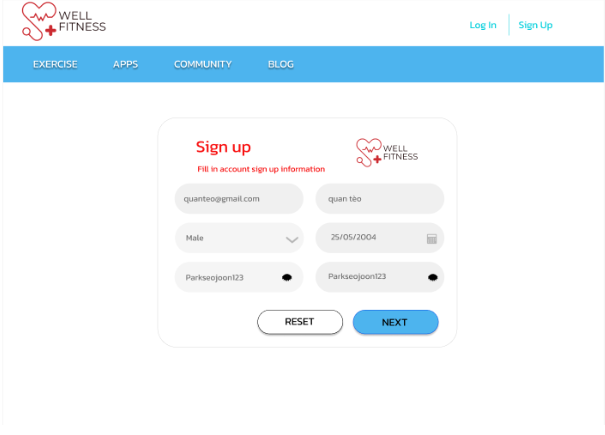 WELL
FITNESS
Log In
Sign Up
EXERCISE
APPS
COMMUNITY
BLOG
Sign up
WELL
FITNESS
Fill in account sign up information
quanteo@gmail.com
quan tèo
Male
25/05/2004
Parkseojoon123
Parkseojoon123
RESET
NEXT